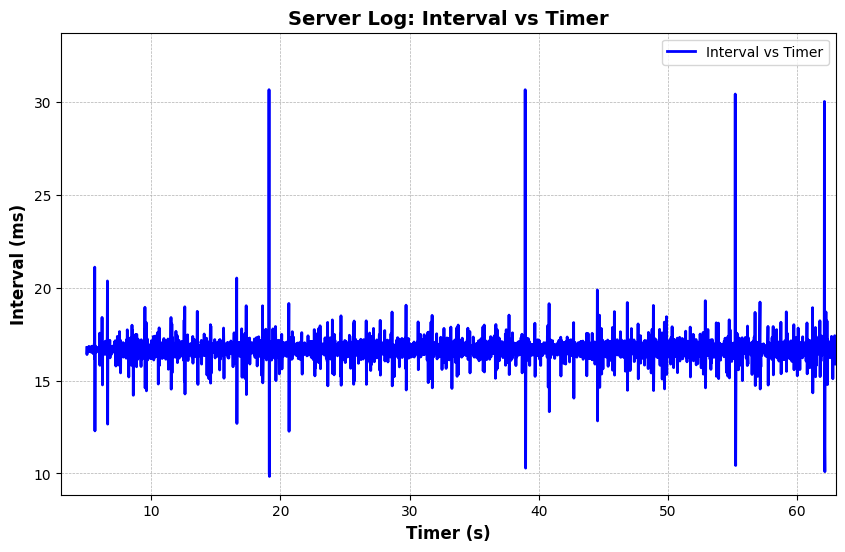 Server Log: Interval vs Timer
Interval vs Timer
Interval (ms)
30
25
20
15
10
10 20 30 40 50 60
Timer (s)